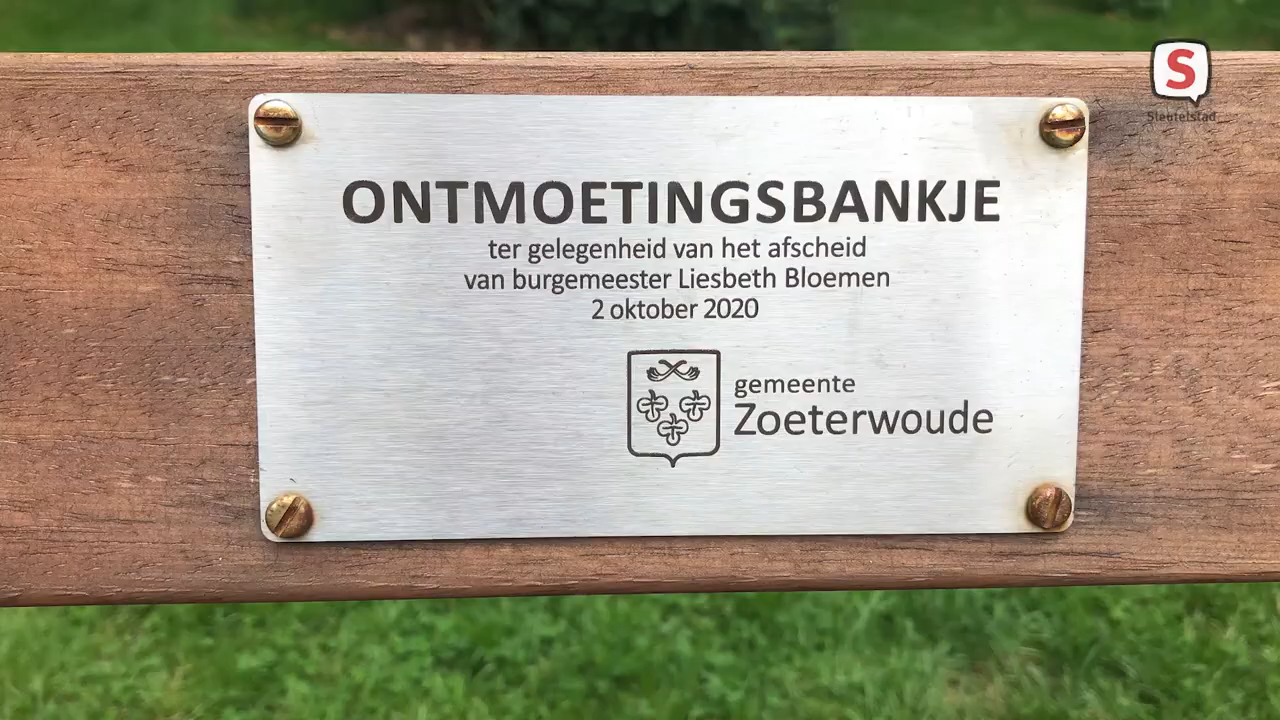 S
Sleutelstad
ONTMOETINGSBANKJE
ter gelegenheid van het afscheid
van burgemeester Liesbeth Bloemen
2 oktober 2020
gemeente
Zoeterwoude